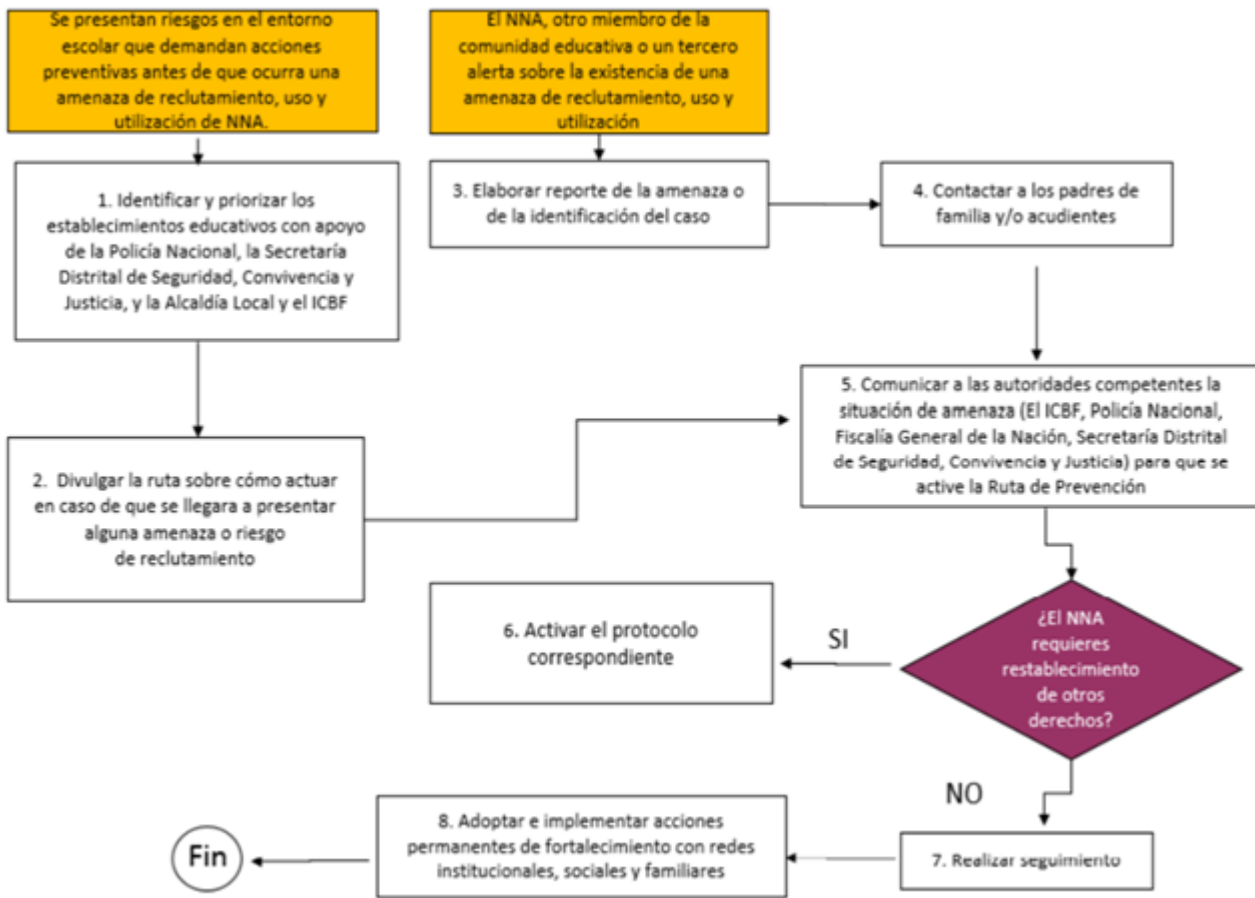 Se presentan riesgos en el entorno
escolar que demandan acciones
preventivas antes de que ocurra una
amenaza de reclutamiento, uso y
utilización de NNA.
El NNA, otro miembro de la
comunidad educativa o un tercero
alerta sobre la existencia de una
amenaza de reclutamiento, uso y
utilización
1. Identificar y priorizar los
establecimientos educativos con apoyo
de la Policía Nacional, la Secretaría
Distrital de Seguridad, Convivencia y
Justicia, y la Alcaldía Local y el ICBF
3. Elaborar reporte de la amenaza o
de la identificación del caso
4. Contactar a los padres de
familia y/o acudientes
2. Divulgar la ruta sobre cómo actuar
en caso de que se llegara a presentar
alguna amenaza o riesgo
de reclutamiento
5. Comunicar a las autoridades competentes la
situación de amenaza (El ICBF, Policía Nacional,
Fiscalía General de la Nación, Secretaría Distrital
de Seguridad, Convivencia y Justicia) para que se
active la Ruta de Prevención
¿El NNA
requieres
restablecimiento
de otros
derechos?
SI
6. Activar el protocolo
correspondiente
NO
7. Realizar seguimiento
8. Adoptar e implementar acciones
permanentes de fortalecimiento con redes
institucionales, sociales y familiares
Fin